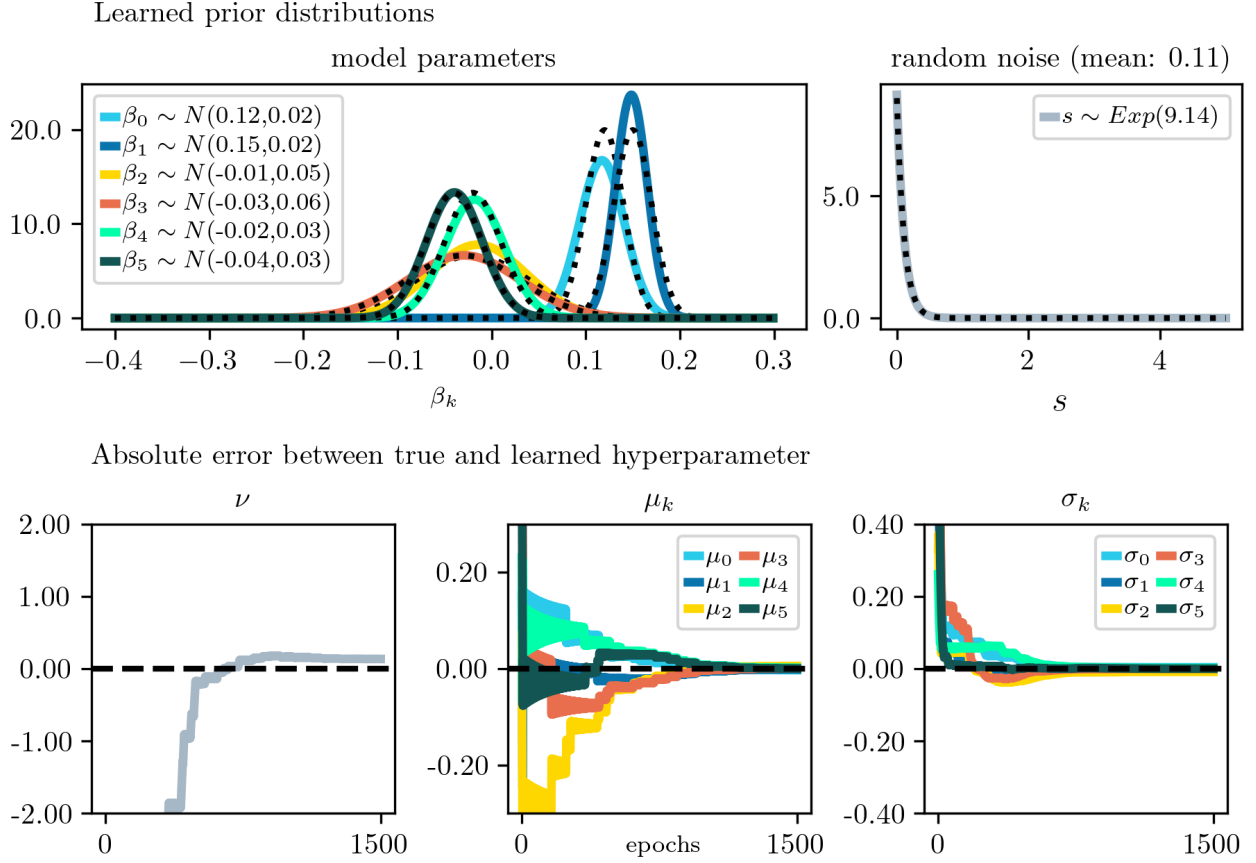 Learned prior distributions
model parameters
random noise (mean: 0.11)
β₀ ∼ N(0.12,0.02)
β₁ ∼ N(0.15,0.02)
β₂ ∼ N(-0.01,0.05)
β₃ ∼ N(-0.03,0.06)
β₄ ∼ N(-0.02,0.03)
β₅ ∼ N(-0.04,0.03)
20.0
10.0
0.0
−0.4 −0.3 −0.2 −0.1 0.0 0.1 0.2 0.3
βₖ
s ∼ Exp(9.14)
5.0
0.0
0 2 4
s
Absolute error between true and learned hyperparameter
ν
2.00
1.00
0.00
-1.00
-2.00
0 1500
μₖ
μ₀ μ₃
μ₁ μ₄
μ₂ μ₅
0.20
0.00
-0.20
0 epochs 1500
σₖ
σ₀ σ₃
σ₁ σ₄
σ₂ σ₅
0.40
0.20
0.00
-0.20
-0.40
0 1500